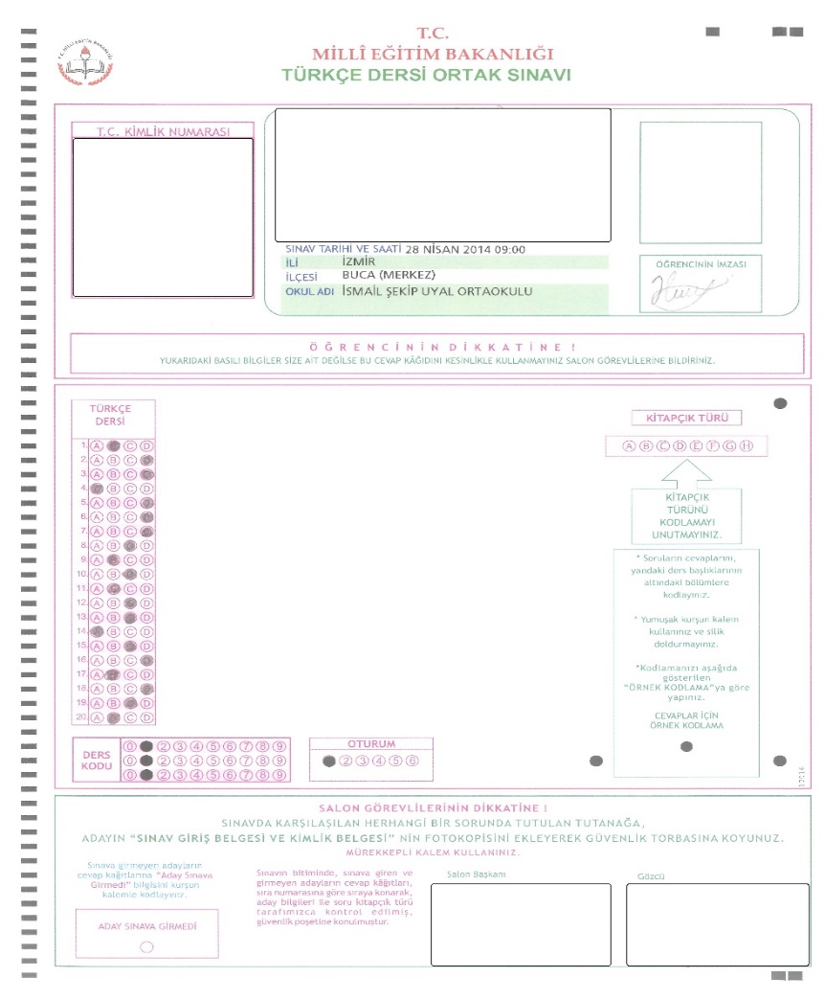 T.C.
MİLLÎ EĞİTİM BAKANLIĞI
TÜRKÇE DERSİ ORTAK SINAVI
T.C. KİMLİK NUMARASI
SINAV TARİHİ VE SAATİ 28 NİSAN 2014 09:00
İLİ İZMİR
İLÇESİ BUCA (MERKEZ)
OKUL ADI İSMAİL ŞEKİP UYAL ORTAOKULU
ÖĞRENCİNİN İMZASI
ÖĞRENCİNİN DİKKATİNE !
YUKARIDAKİ BASILI BİLGİLER SİZE AİT DEĞİLSE BU CEVAP KÂĞIDINI KESİNLİKLE KULLANMAYINIZ SALON GÖREVLİLERİNE BİLDİRİNİZ.
TÜRKÇE
DERSİ
1. A C D
2. A B C
3. A B C
4. B C D
5. A B C
6. A B C
7. A B C
8. A B D
9. A C D
10. A B D
11. A C D
12. A B D
13. A B D
14. B C D
15. A B D
16. A B C
17. A C D
18. A B C
19. A B D
20. A C D
KİTAPÇIK TÜRÜ
A B C D E F G H
KİTAPÇIK
TÜRÜNÜ
KODLAMAYI
UNUTMAYINIZ.
* Soruların cevaplarını,
yandaki ders başlıklarının
altındaki bölümlere
kodlayınız.
* Yumuşak kurşun kalem
kullanınız ve silik
doldurmayınız.
*Kodlamanızı aşağıda
gösterilen
"ÖRNEK KODLAMA"ya göre
yapınız.
CEVAPLAR İÇİN
ÖRNEK KODLAMA
DERS
KODU
0 2 3 4 5 6 7 8 9
0 2 3 4 5 6 7 8 9
0 2 3 4 5 6 7 8 9
OTURUM
2 3 4 5 6
17016
SALON GÖREVLİLERİNİN DİKKATİNE !
SINAVDA KARŞILAŞILAN HERHANGİ BİR SORUNDA TUTULAN TUTANAĞA,
ADAYIN "SINAV GİRİŞ BELGESİ VE KİMLİK BELGESİ" NİN FOTOKOPİSİNİ EKLEYEREK GÜVENLİK TORBASINA KOYUNUZ.
MÜREKKEPLİ KALEM KULLANINIZ.
Sınava girmeyen adayların
cevap kağıtlarına "Aday Sınava
Girmedi" bilgisini kurşun
kalemle kodlayınız.
ADAY SINAVA GİRMEDİ
Sınavın bitiminde, sınava giren ve
girmeyen adayların cevap kâğıtları,
sıra numarasına göre sıraya konarak,
aday bilgileri ile soru kitapçık türü
tarafımızca kontrol edilmiş,
güvenlik poşetine konulmuştur.
Salon Başkanı
Gözcü